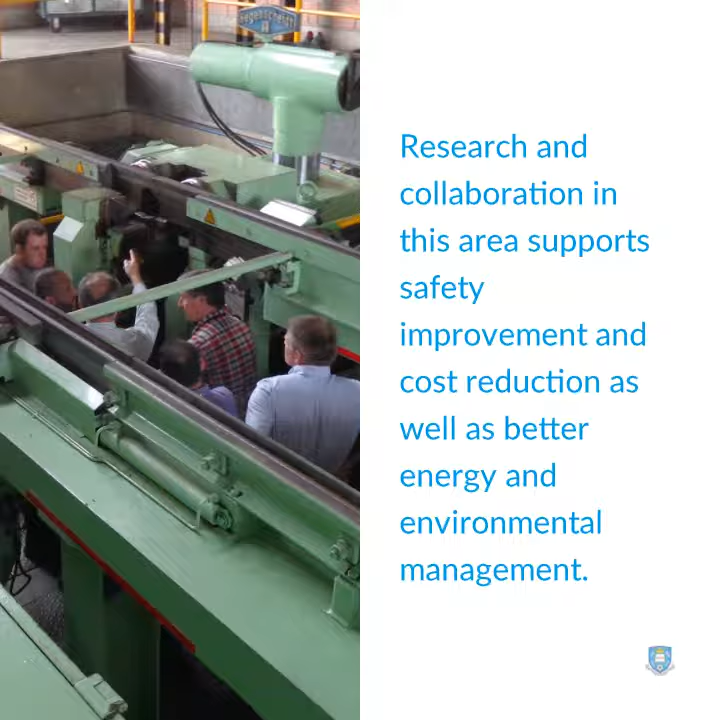 Hegenscheidt
Research and
collaboration in
this area supports
safety
improvement and
cost reduction as
well as better
energy and
environmental
management.